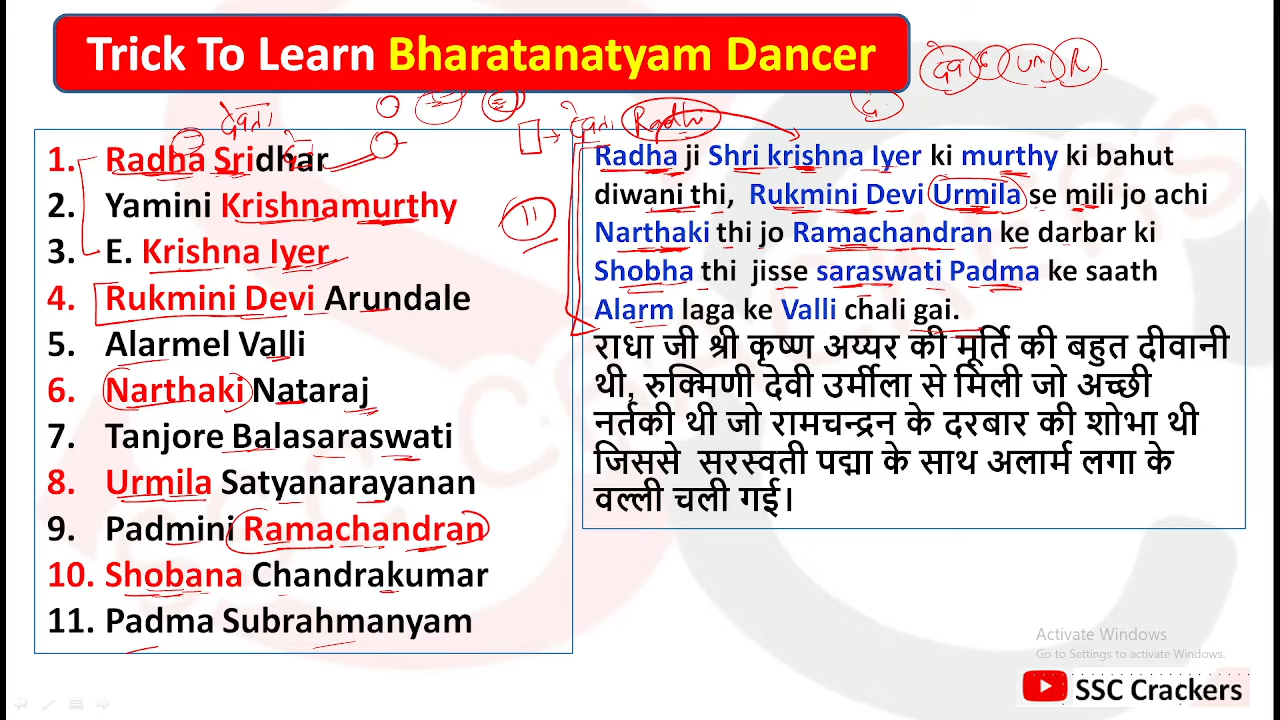 Trick To Learn Bharatanatyam Dancer
देव E um R
देवता
देवता Radha
1. Radha Sridhar
2. Yamini Krishnamurthy
3. E. Krishna Iyer
4. Rukmini Devi Arundale
5. Alarmel Valli
6. Narthaki Nataraj
7. Tanjore Balasaraswati
8. Urmila Satyanarayanan
9. Padmini Ramachandran
10. Shobana Chandrakumar
11. Padma Subrahmanyam
11
Radha ji Shri krishna Iyer ki murthy ki bahut
diwani thi, Rukmini Devi Urmila se mili jo achi
Narthaki thi jo Ramachandran ke darbar ki
Shobha thi jisse saraswati Padma ke saath
Alarm laga ke Valli chali gai.
राधा जी श्री कृष्ण अय्यर की मूर्ति की बहुत दीवानी
थी, रुक्मिणी देवी उर्मीला से मिली जो अच्छी
नर्तकी थी जो रामचन्द्रन के दरबार की शोभा थी
जिससे सरस्वती पद्मा के साथ अलार्म लगा के
वल्ली चली गई।
Activate Windows
Go to Settings to activate Windows.
SSC Crackers